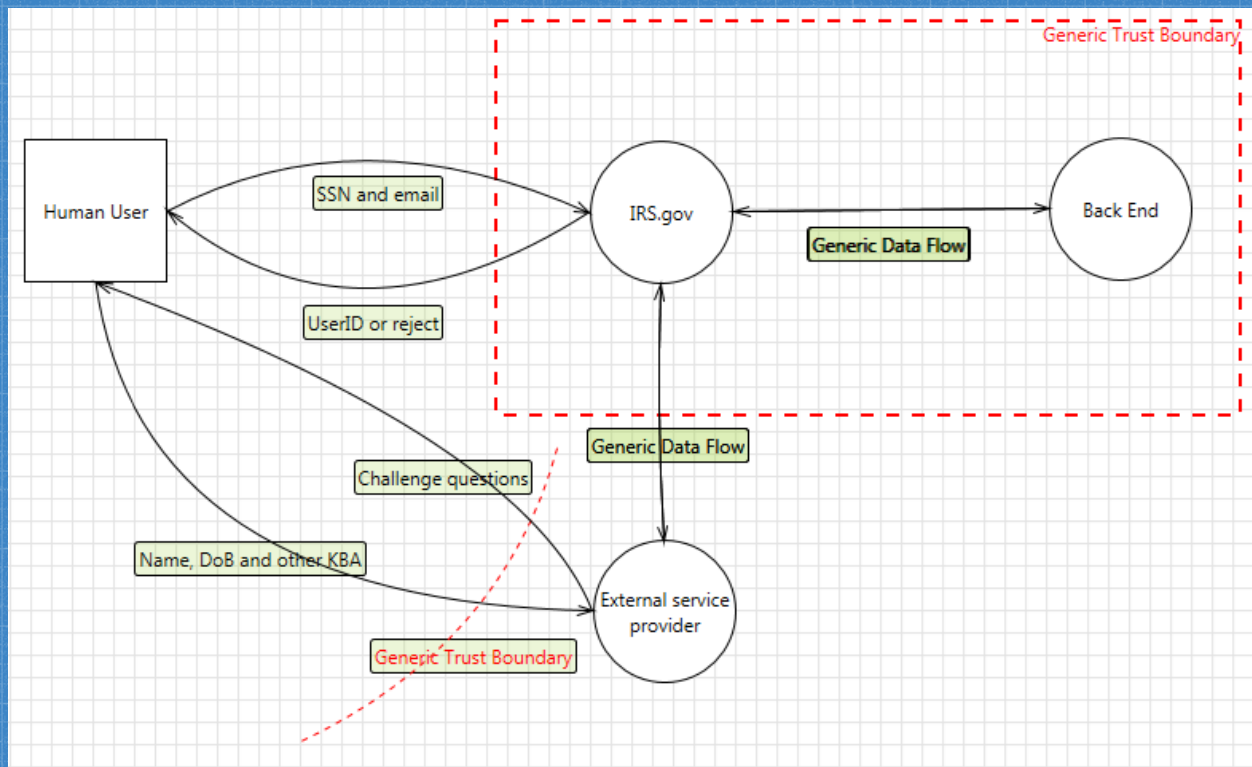 Generic Trust Boundary
SSN and email
Human User
IRS.gov
Back End
Generic Data Flow
UserID or reject
Generic Data Flow
Challenge questions
Name, DoB and other KBA
External service
provider
Generic Trust Boundary